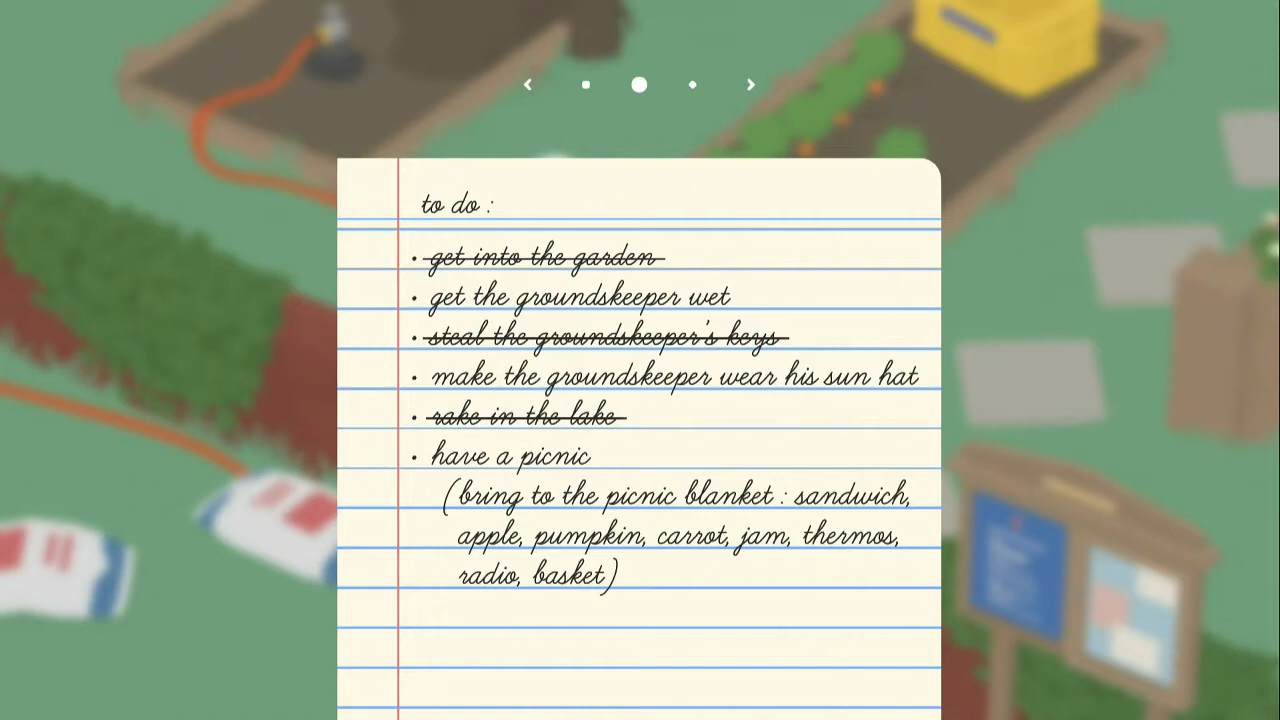 to do :
• get into the garden
• get the groundskeeper wet
• steal the groundskeeper's keys
• make the groundskeeper wear his sun hat
• rake in the lake
• have a picnic
(bring to the picnic blanket : sandwich,
apple, pumpkin, carrot, jam, thermos,
radio, basket)